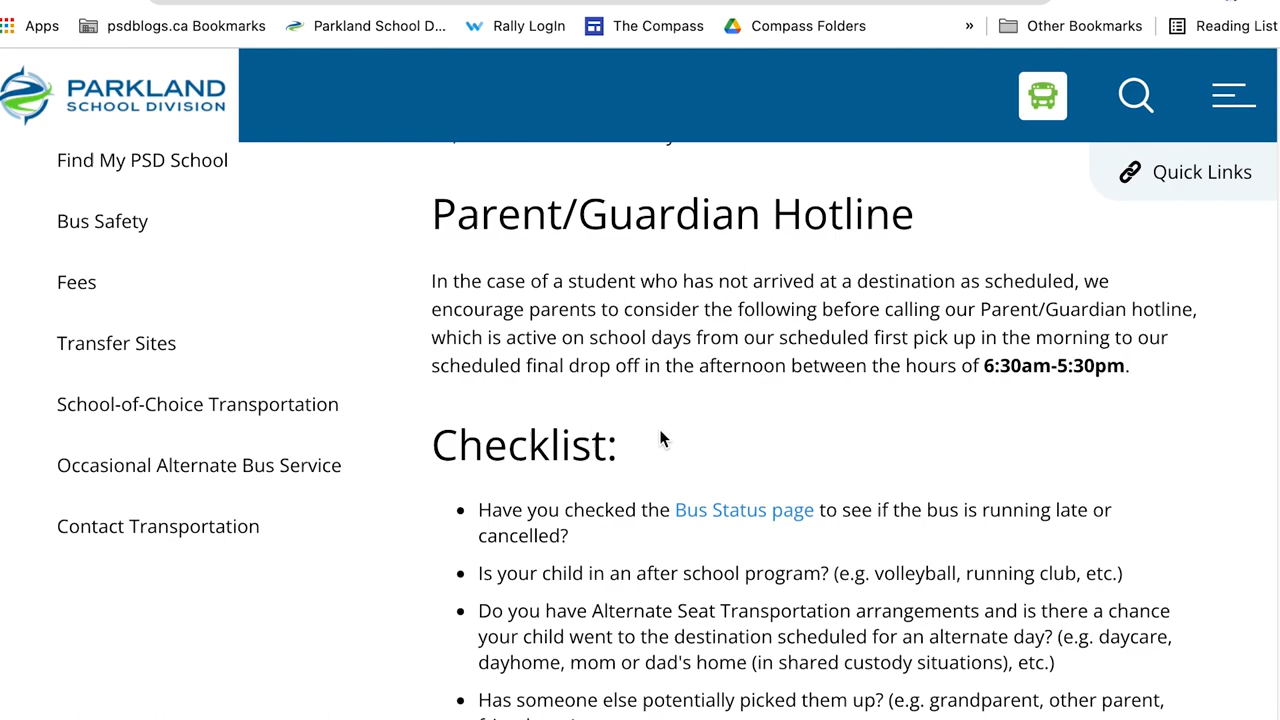 Apps
psdblogs.ca Bookmarks
Parkland School D...
Rally LogIn
The Compass
Compass Folders
»
Other Bookmarks
Reading List
PARKLAND
SCHOOL DIVISION
Quick Links
Find My PSD School
Bus Safety
Fees
Transfer Sites
School-of-Choice Transportation
Occasional Alternate Bus Service
Contact Transportation
Parent/Guardian Hotline
In the case of a student who has not arrived at a destination as scheduled, we
encourage parents to consider the following before calling our Parent/Guardian hotline,
which is active on school days from our scheduled first pick up in the morning to our
scheduled final drop off in the afternoon between the hours of 6:30am-5:30pm.
Checklist:
• Have you checked the Bus Status page to see if the bus is running late or
cancelled?
• Is your child in an after school program? (e.g. volleyball, running club, etc.)
• Do you have Alternate Seat Transportation arrangements and is there a chance
your child went to the destination scheduled for an alternate day? (e.g. daycare,
dayhome, mom or dad's home (in shared custody situations), etc.)
• Has someone else potentially picked them up? (e.g. grandparent, other parent,